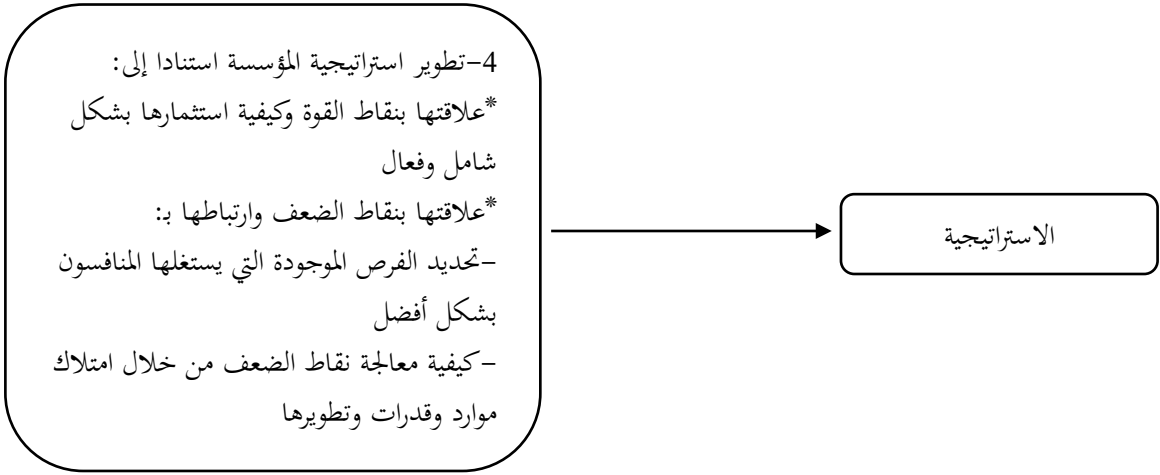 4-تطوير استراتيجية المؤسسة استنادا إلى:
*علاقتها بنقاط القوة وكيفية استثمارها بشكل
شامل وفعال
*علاقتها بنقاط الضعف وارتباطها بـ:
-تحديد الفرص الموجودة التي يستغلها المنافسون
بشكل أفضل
-كيفية معالجة نقاط الضعف من خلال امتلاك
موارد وقدرات وتطويرها
الاستراتيجية